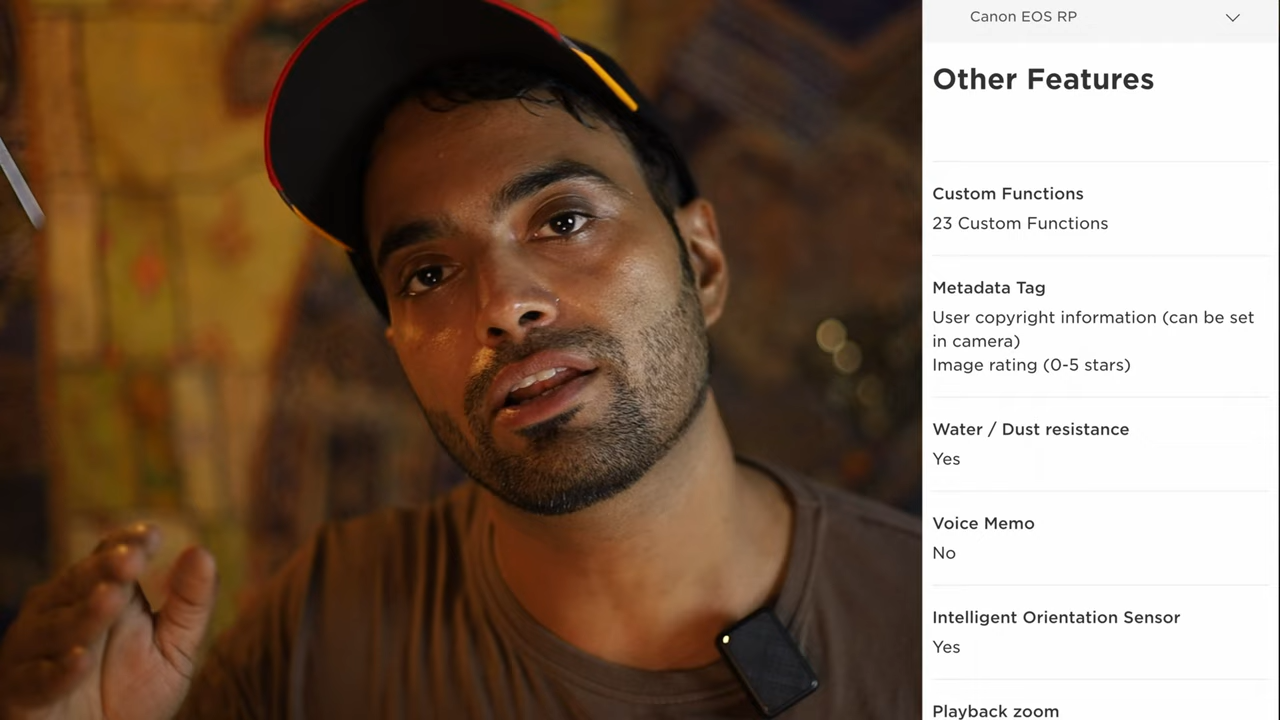 Canon EOS RP
Other Features
Custom Functions
23 Custom Functions
Metadata Tag
User copyright information (can be set
in camera)
Image rating (0-5 stars)
Water / Dust resistance
Yes
Voice Memo
No
Intelligent Orientation Sensor
Yes
Playback zoom